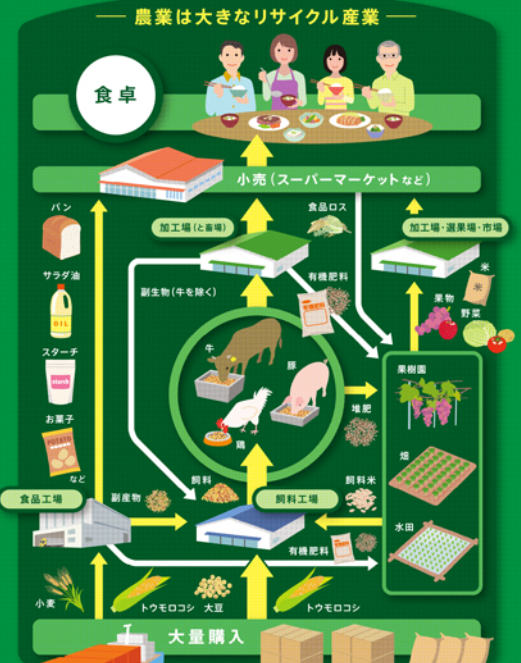 農業は大きなリサイクル産業
食卓
小売（スーパーマーケットなど）
パン
加工場（と畜場）
食品ロス
加工場・選果場・市場
サラダ油
OIL
副生物（牛を除く）
有機肥料
米
米
果物
野菜
スターチ
starch
牛
豚
鶏
果樹園
堆肥
お菓子
POTATO
など
畑
食品工場
副産物
飼料
飼料工場
飼料米
水田
有機肥料
小麦
トウモロコシ
大豆
トウモロコシ
大量購入